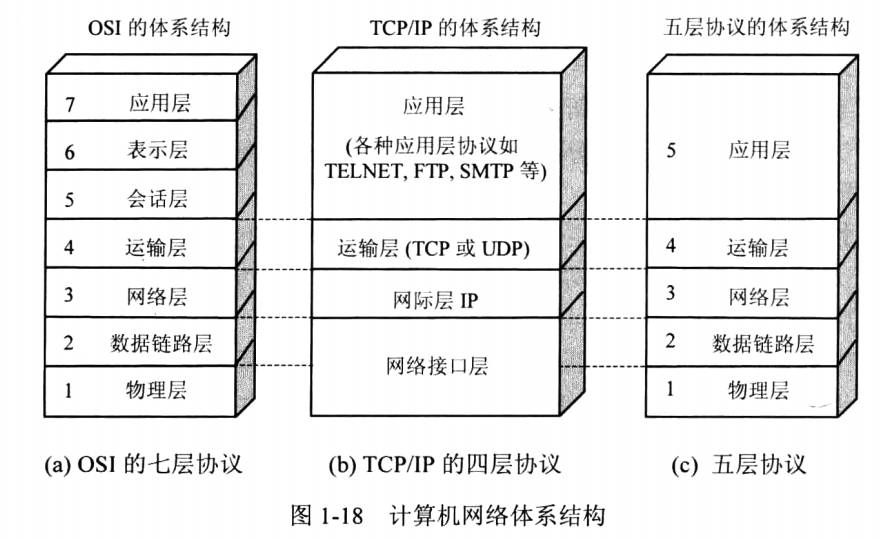 OSI 的体系结构
7 应用层
6 表示层
5 会话层
4 运输层
3 网络层
2 数据链路层
1 物理层
(a) OSI 的七层协议
TCP/IP 的体系结构
应用层
(各种应用层协议如
TELNET, FTP, SMTP 等)
运输层 (TCP 或 UDP)
网际层 IP
网络接口层
(b) TCP/IP 的四层协议
五层协议的体系结构
5 应用层
4 运输层
3 网络层
2 数据链路层
1 物理层
(c) 五层协议
图 1-18 计算机网络体系结构